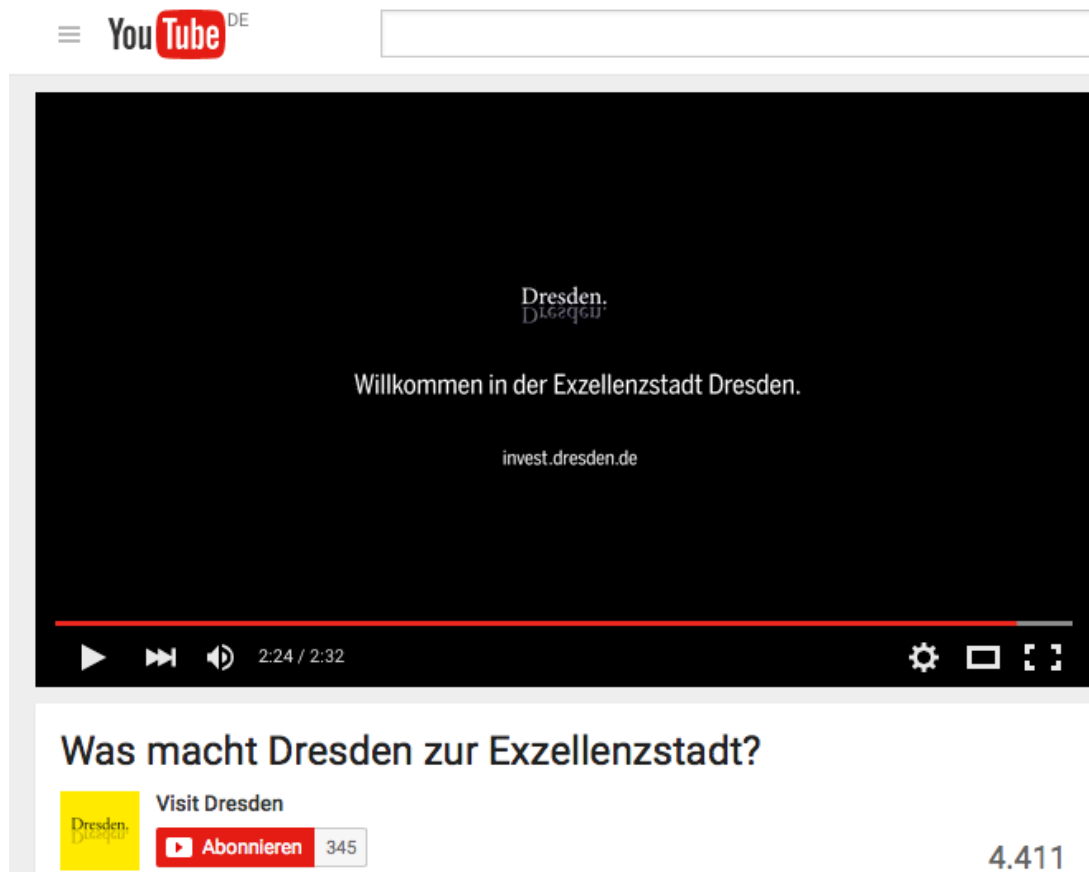 YouTube DE
Dresden.
Dresden.
Willkommen in der Exzellenzstadt Dresden.
invest.dresden.de
2:24 / 2:32
Was macht Dresden zur Exzellenzstadt?
Dresden.
Dresden.
Visit Dresden
Abonnieren 345
4.411